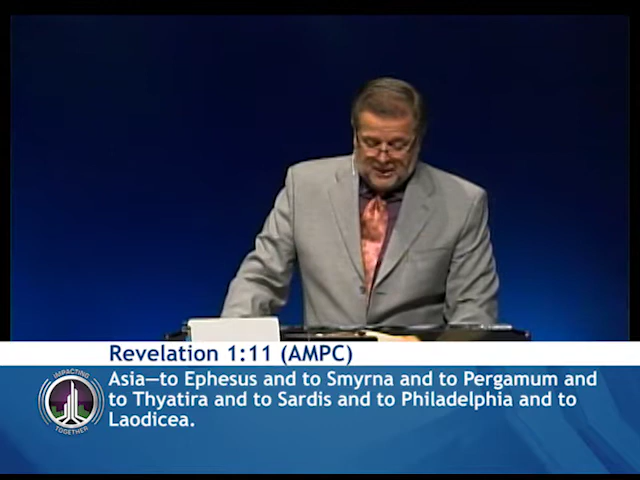 Revelation 1:11 (AMPC)
Asia—to Ephesus and to Smyrna and to Pergamum and
to Thyatira and to Sardis and to Philadelphia and to
Laodicea.
IMPACTING
TOGETHER